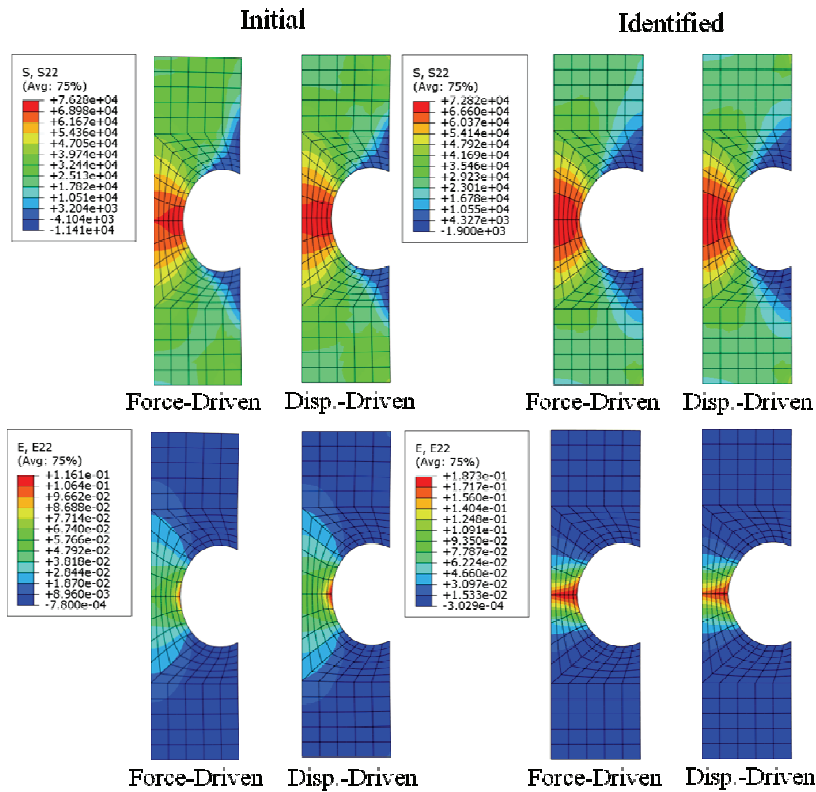 Initial
Identified
S, S22
(Avg: 75%)
+7.628e+04
+6.898e+04
+6.167e+04
+5.436e+04
+4.705e+04
+3.974e+04
+3.244e+04
+2.513e+04
+1.782e+04
+1.051e+04
+3.204e+03
-4.104e+03
-1.141e+04
S, S22
(Avg: 75%)
+7.282e+04
+6.660e+04
+6.037e+04
+5.414e+04
+4.792e+04
+4.169e+04
+3.546e+04
+2.923e+04
+2.301e+04
+1.678e+04
+1.055e+04
+4.327e+03
-1.900e+03
Force-Driven
Disp.-Driven
Force-Driven
Disp.-Driven
E, E22
(Avg: 75%)
+1.161e-01
+1.064e-01
+9.662e-02
+8.688e-02
+7.714e-02
+6.740e-02
+5.766e-02
+4.792e-02
+3.818e-02
+2.844e-02
+1.870e-02
+8.960e-03
-7.800e-04
E, E22
(Avg: 75%)
+1.873e-01
+1.717e-01
+1.560e-01
+1.404e-01
+1.248e-01
+1.091e-01
+9.350e-02
+7.787e-02
+6.224e-02
+4.660e-02
+3.097e-02
+1.533e-02
-3.029e-04
Force-Driven
Disp.-Driven
Force-Driven
Disp.-Driven